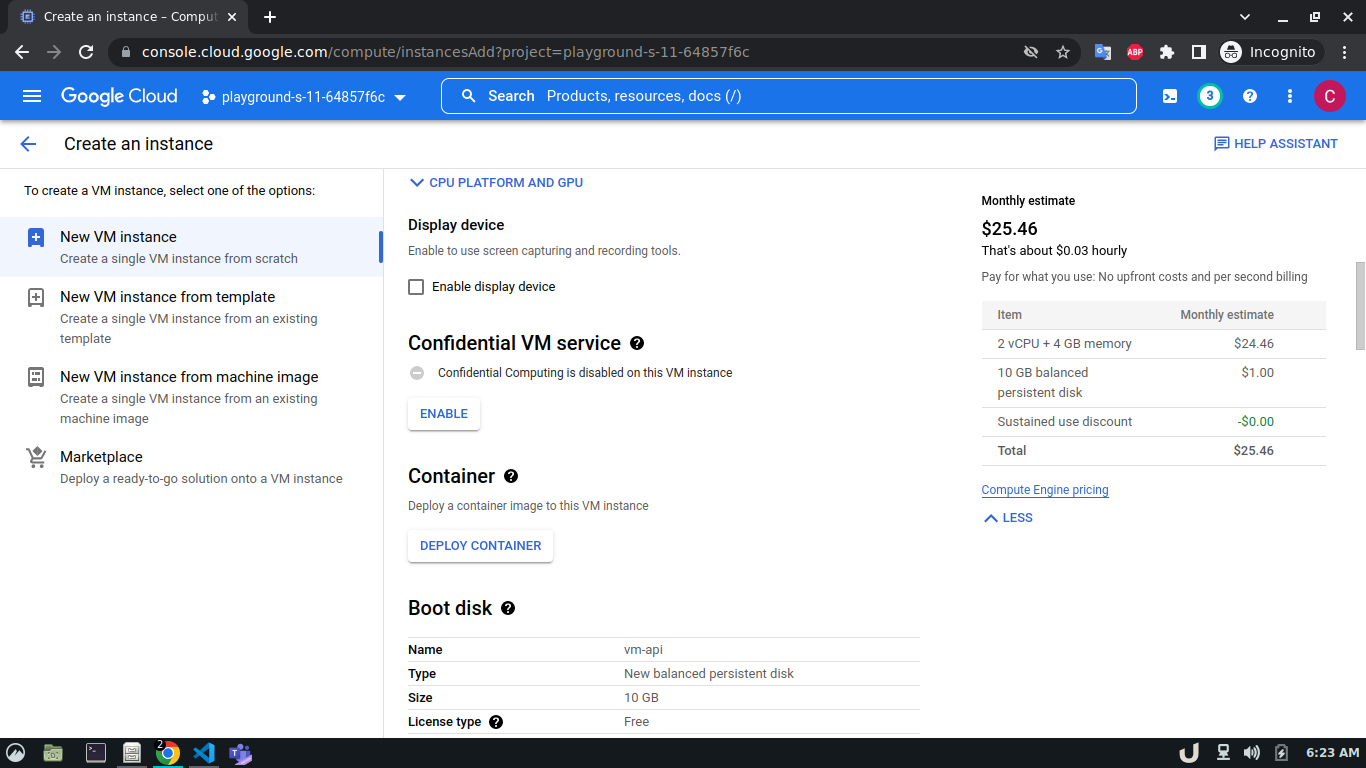 Create an instance – Comput
console.cloud.google.com/compute/instancesAdd?project=playground-s-11-64857f6c
ABP
Incognito
Google Cloud
playground-s-11-64857f6c
Search Products, resources, docs (/)
3
C
Create an instance
HELP ASSISTANT
To create a VM instance, select one of the options:
New VM instance
Create a single VM instance from scratch
New VM instance from template
Create a single VM instance from an existing
template
New VM instance from machine image
Create a single VM instance from an existing
machine image
Marketplace
Deploy a ready-to-go solution onto a VM instance
CPU PLATFORM AND GPU
Display device
Enable to use screen capturing and recording tools.
Enable display device
Confidential VM service
Confidential Computing is disabled on this VM instance
ENABLE
Container
Deploy a container image to this VM instance
DEPLOY CONTAINER
Boot disk
Name vm-api
Type New balanced persistent disk
Size 10 GB
License type Free
Monthly estimate
$25.46
That's about $0.03 hourly
Pay for what you use: No upfront costs and per second billing
Item Monthly estimate
2 vCPU + 4 GB memory $24.46
10 GB balanced $1.00
persistent disk
Sustained use discount -$0.00
Total $25.46
Compute Engine pricing
LESS
2
6:23 AM